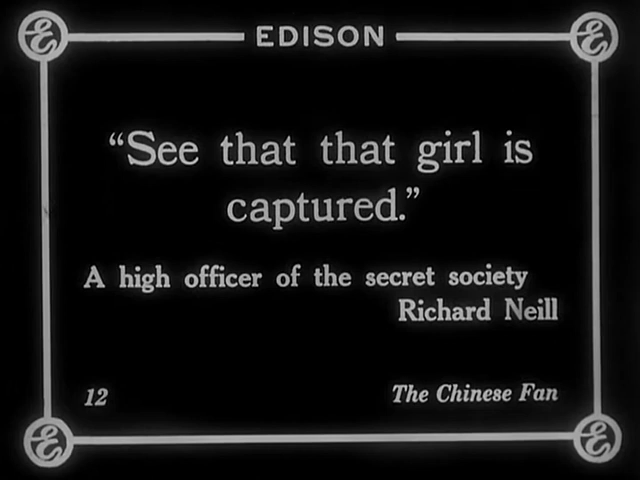 EDISON
“See that that girl is
captured.”
A high officer of the secret society
Richard Neill
12
The Chinese Fan